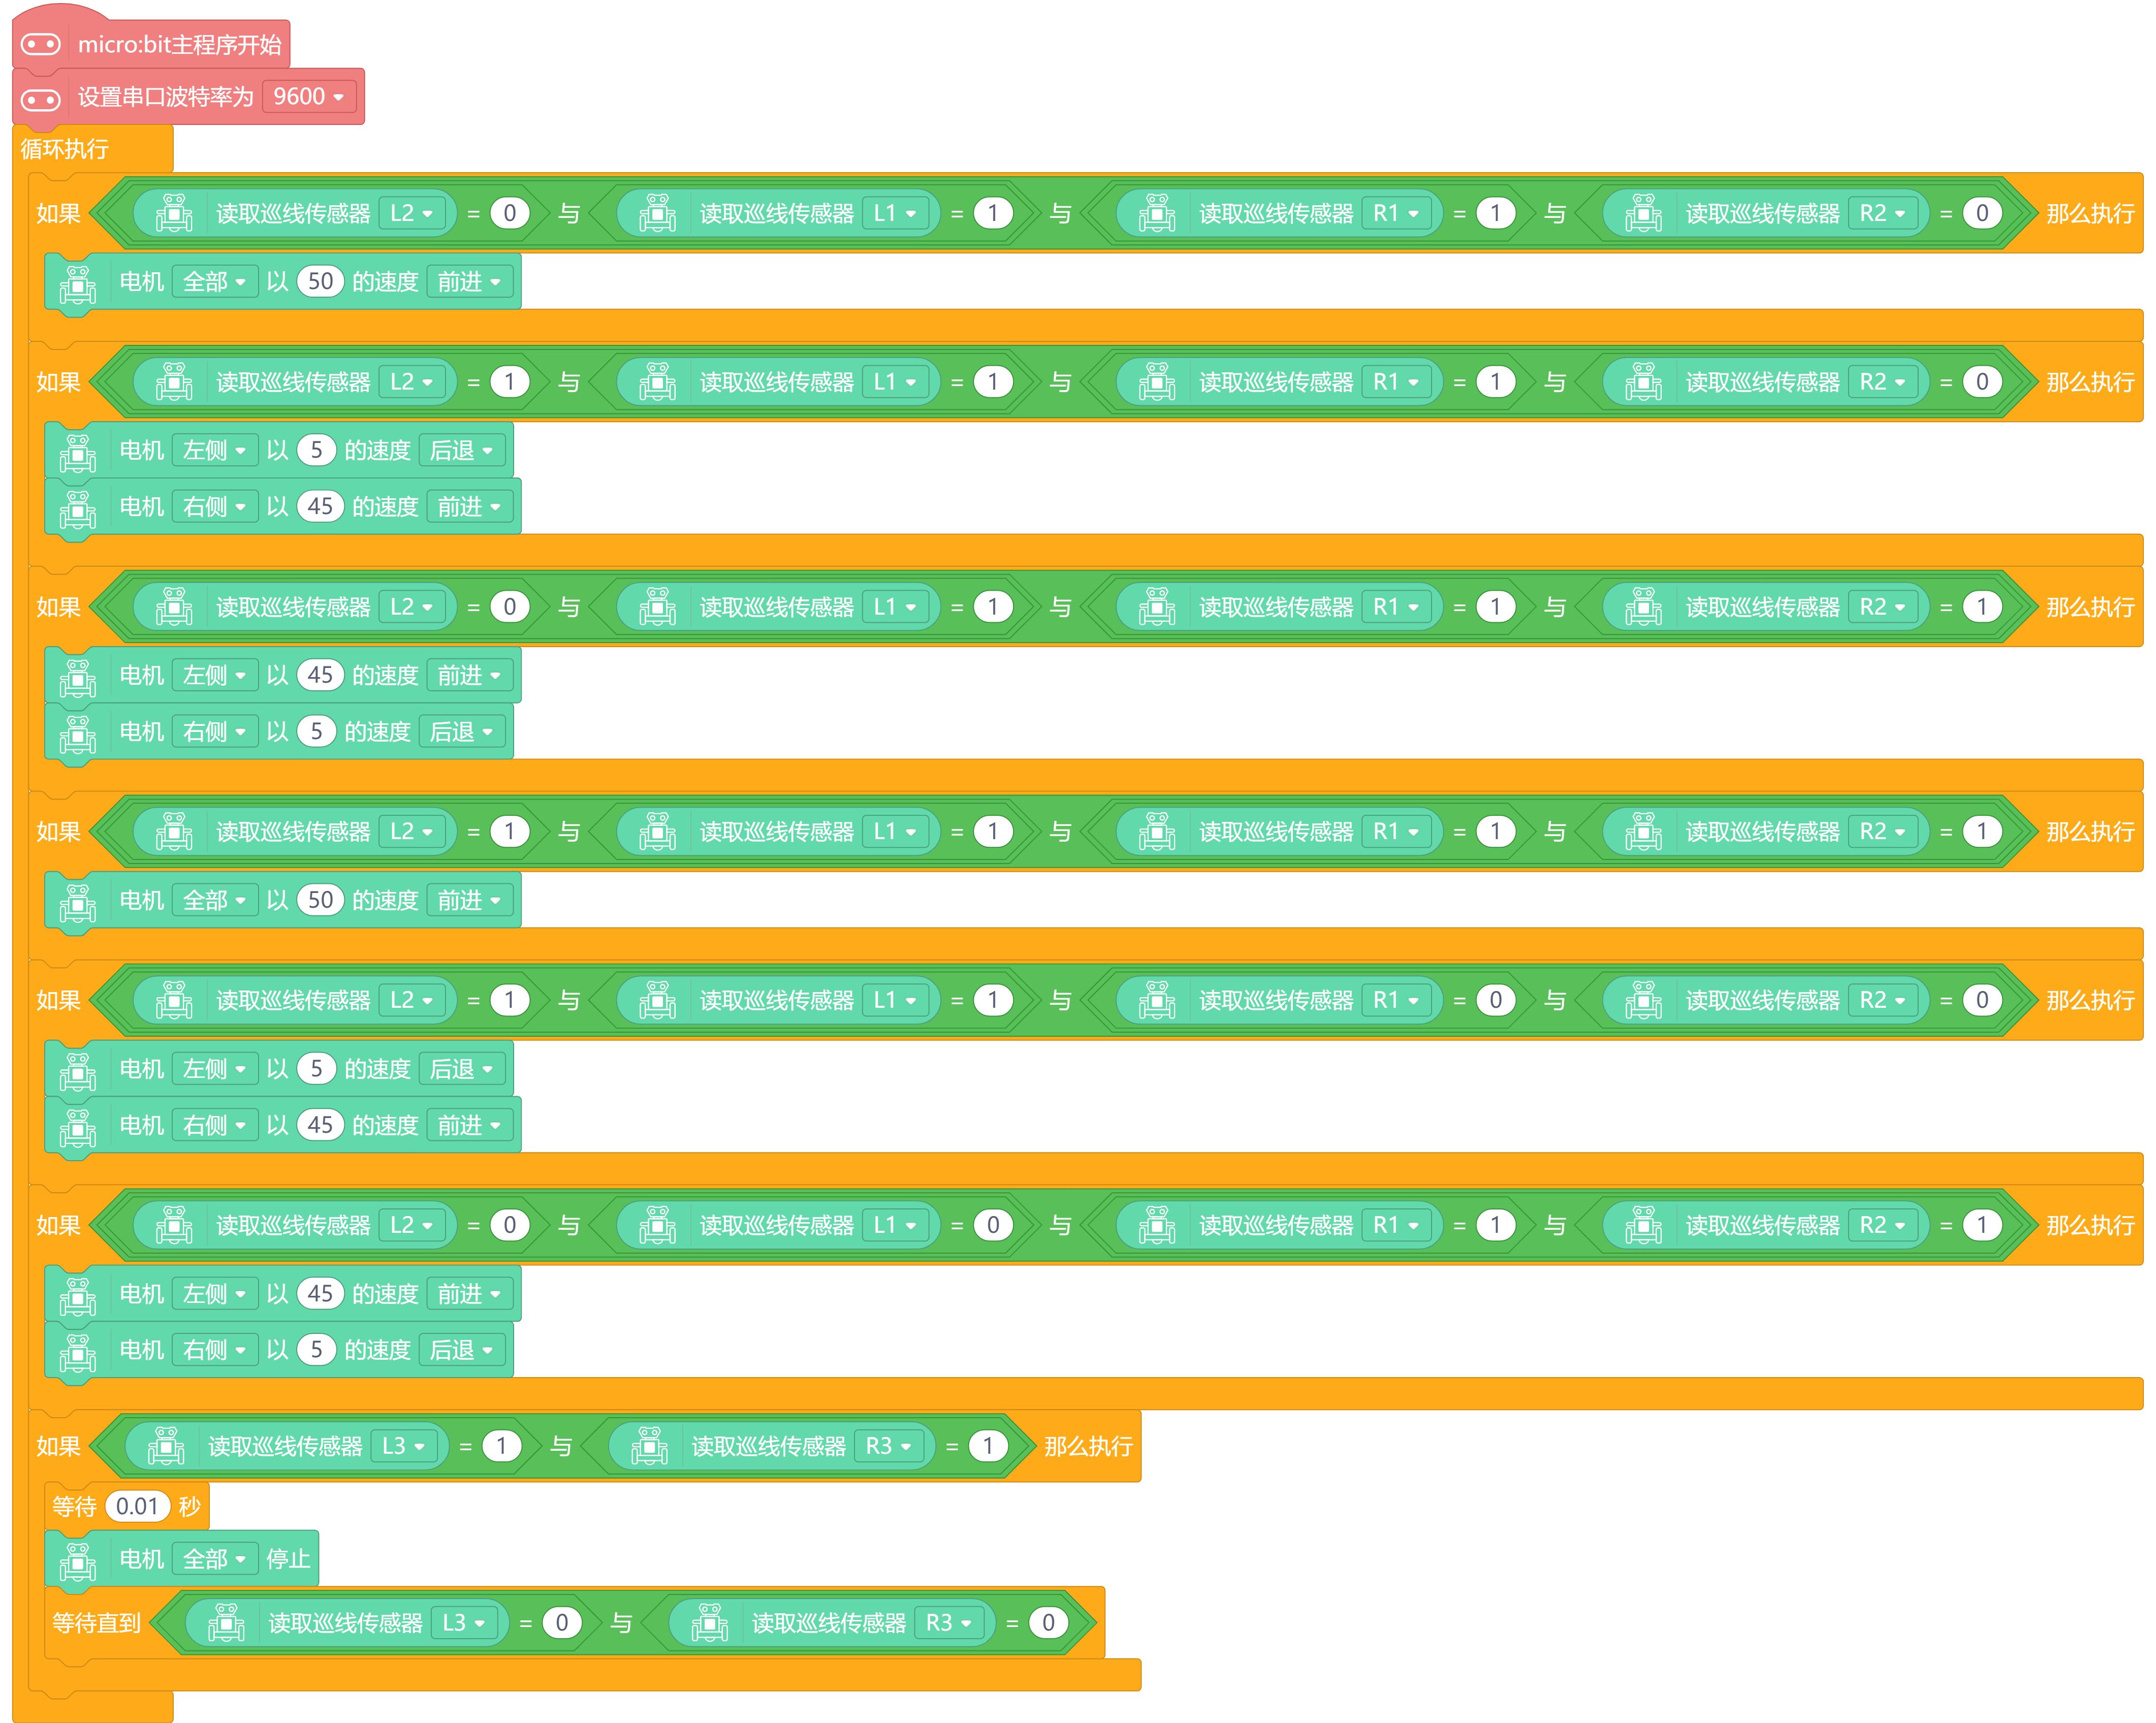 micro:bit主程序开始
设置串口波特率为 9600
循环执行
如果 读取巡线传感器 L2 = 0 与 读取巡线传感器 L1 = 1 与 读取巡线传感器 R1 = 1 与 读取巡线传感器 R2 = 0 那么执行
电机 全部 以 50 的速度 前进
如果 读取巡线传感器 L2 = 1 与 读取巡线传感器 L1 = 1 与 读取巡线传感器 R1 = 1 与 读取巡线传感器 R2 = 0 那么执行
电机 左侧 以 5 的速度 后退
电机 右侧 以 45 的速度 前进
如果 读取巡线传感器 L2 = 0 与 读取巡线传感器 L1 = 1 与 读取巡线传感器 R1 = 1 与 读取巡线传感器 R2 = 1 那么执行
电机 左侧 以 45 的速度 前进
电机 右侧 以 5 的速度 后退
如果 读取巡线传感器 L2 = 1 与 读取巡线传感器 L1 = 1 与 读取巡线传感器 R1 = 1 与 读取巡线传感器 R2 = 1 那么执行
电机 全部 以 50 的速度 前进
如果 读取巡线传感器 L2 = 1 与 读取巡线传感器 L1 = 1 与 读取巡线传感器 R1 = 0 与 读取巡线传感器 R2 = 0 那么执行
电机 左侧 以 5 的速度 后退
电机 右侧 以 45 的速度 前进
如果 读取巡线传感器 L2 = 0 与 读取巡线传感器 L1 = 0 与 读取巡线传感器 R1 = 1 与 读取巡线传感器 R2 = 1 那么执行
电机 左侧 以 45 的速度 前进
电机 右侧 以 5 的速度 后退
如果 读取巡线传感器 L3 = 1 与 读取巡线传感器 R3 = 1 那么执行
等待 0.01 秒
电机 全部 停止
等待直到 读取巡线传感器 L3 = 0 与 读取巡线传感器 R3 = 0